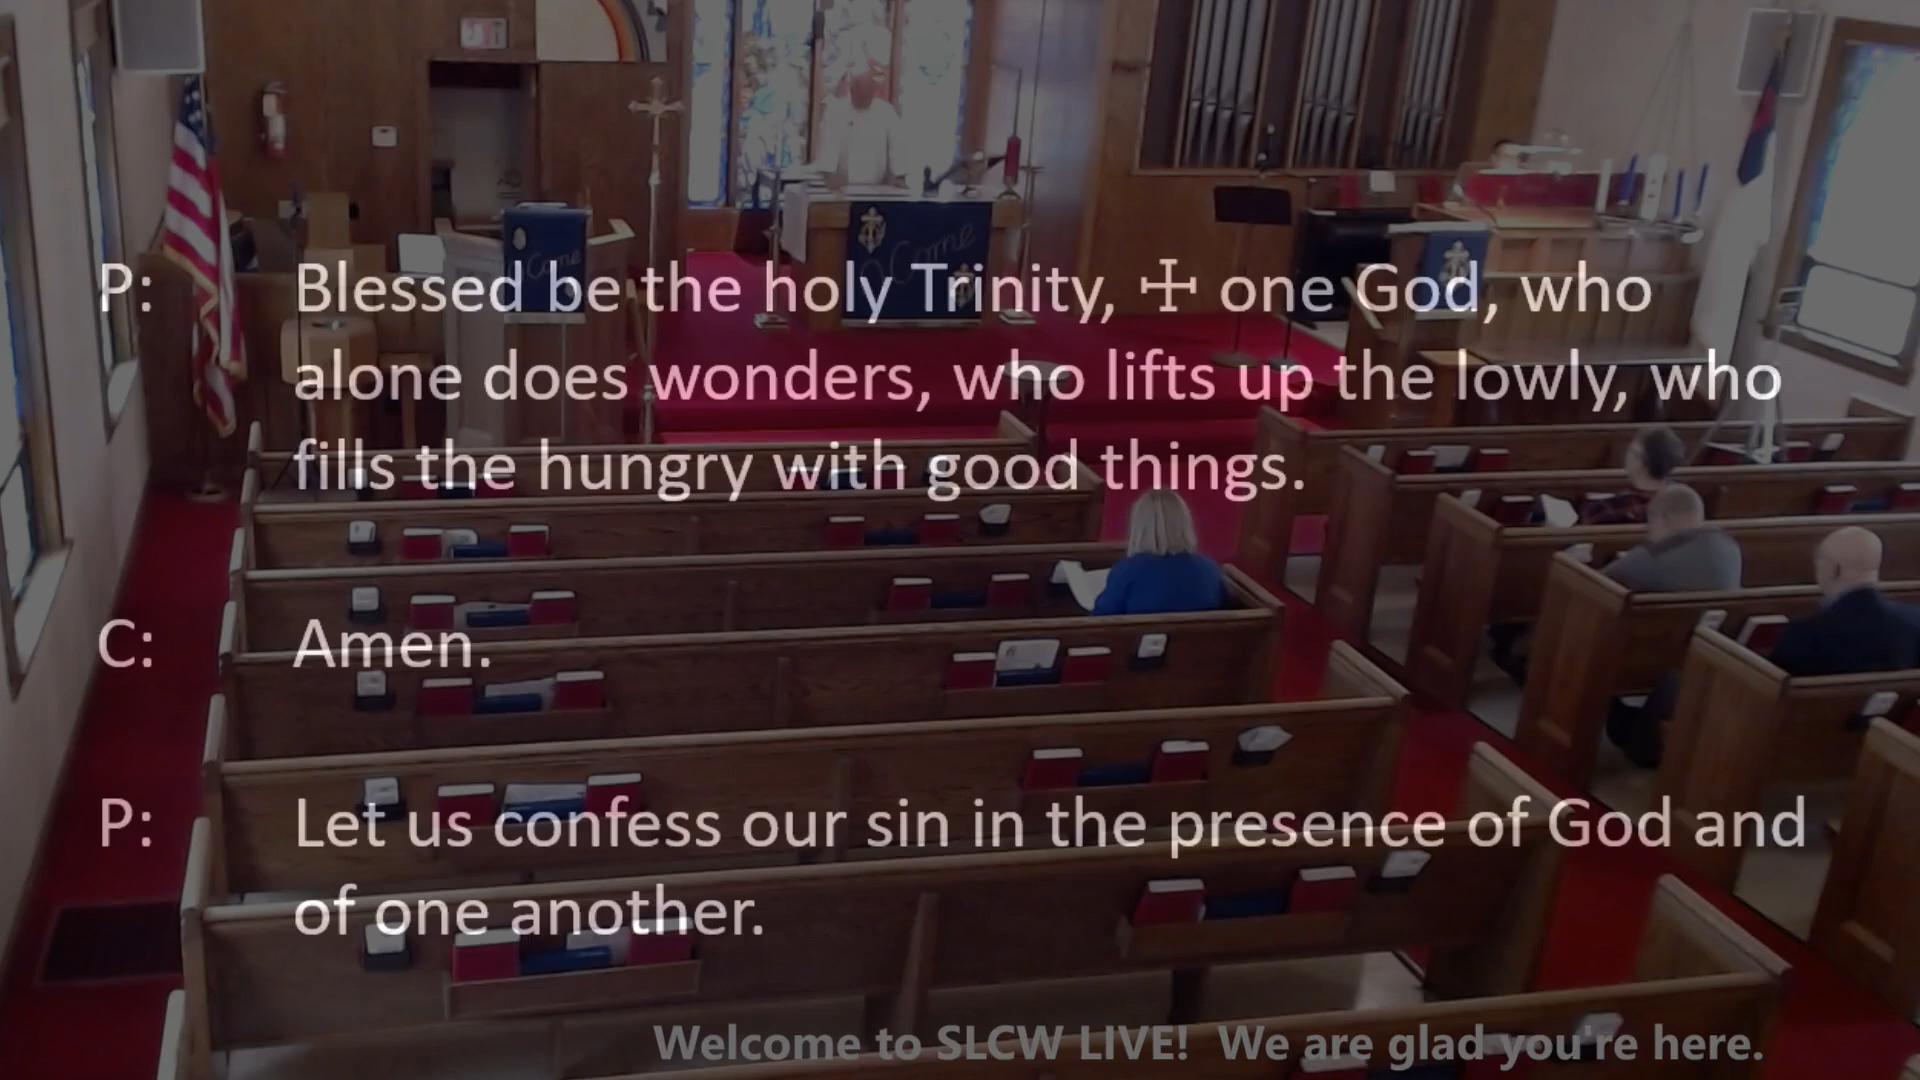 Come
O Come
P: Blessed be the holy Trinity, ☩ one God, who
alone does wonders, who lifts up the lowly, who
fills the hungry with good things.
C: Amen.
P: Let us confess our sin in the presence of God and
of one another.
Welcome to SLCW LIVE! We are glad you're here.